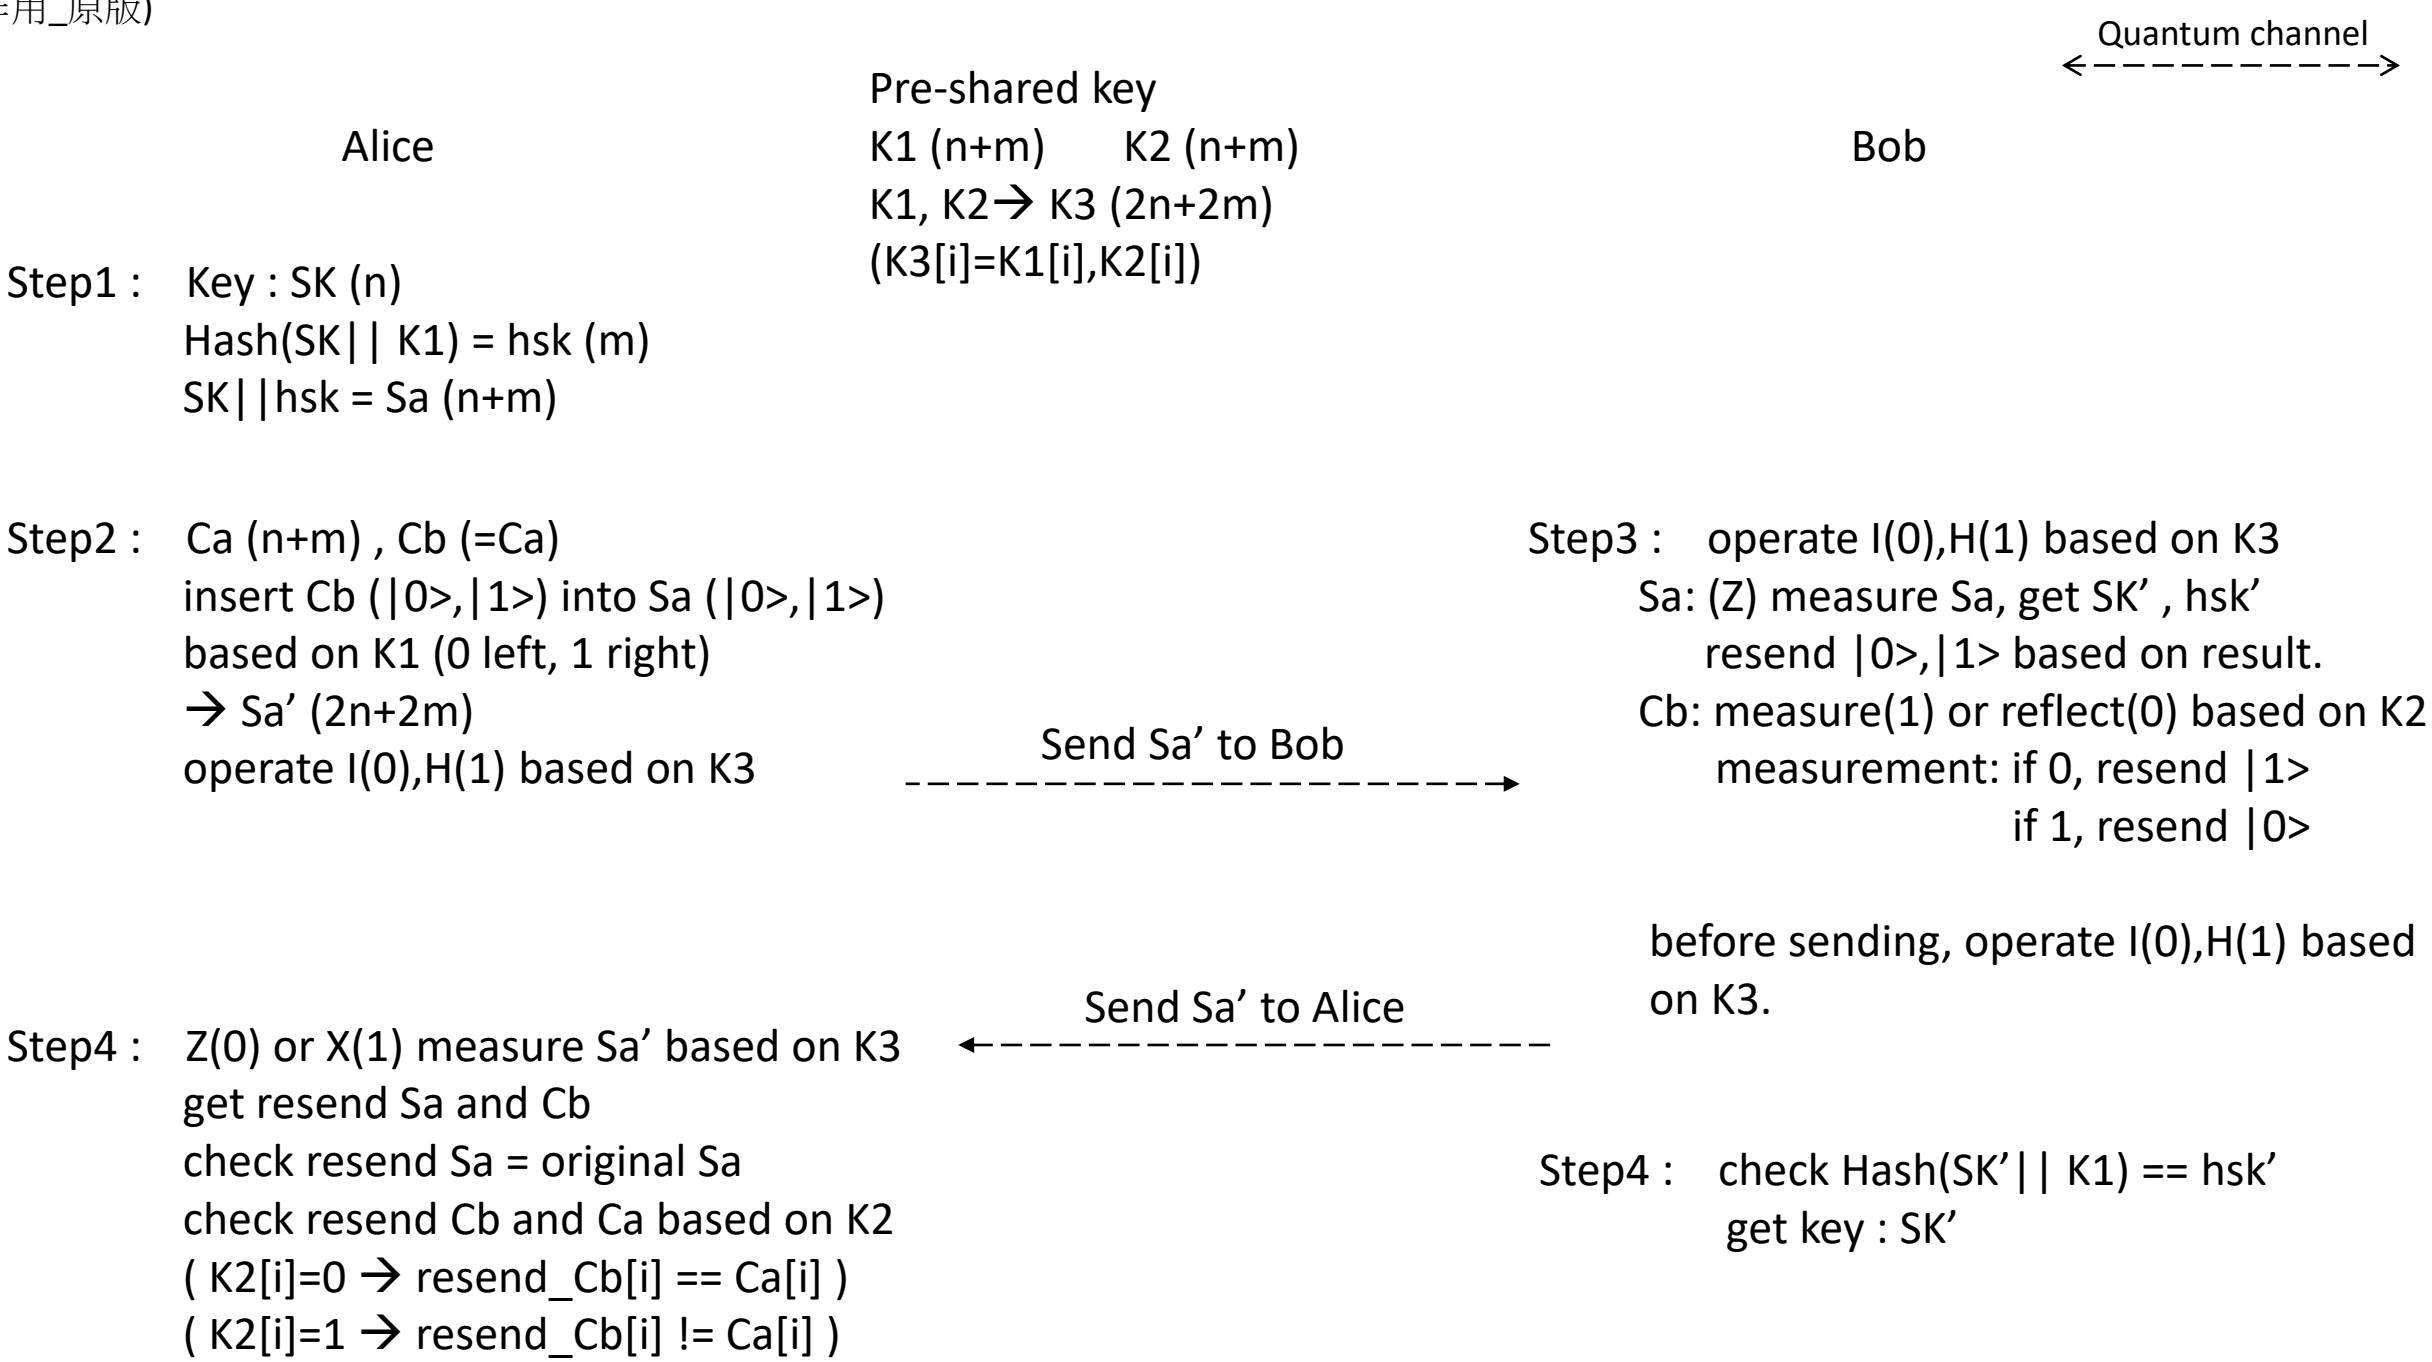 用_原版)
Quantum channel
Pre-shared key
Alice
K1 (n+m) K2 (n+m)
Bob
K1, K2→ K3 (2n+2m)
(K3[i]=K1[i],K2[i])
Step1 : Key : SK (n)
Hash(SK|| K1) = hsk (m)
SK||hsk = Sa (n+m)
Step2 : Ca (n+m) , Cb (=Ca)
insert Cb (|0>,|1>) into Sa (|0>,|1>)
based on K1 (0 left, 1 right)
→ Sa’ (2n+2m)
operate I(0),H(1) based on K3
Send Sa’ to Bob
Step3 : operate I(0),H(1) based on K3
Sa: (Z) measure Sa, get SK’ , hsk’
resend |0>,|1> based on result.
Cb: measure(1) or reflect(0) based on K2
measurement: if 0, resend |1>
if 1, resend |0>
before sending, operate I(0),H(1) based
on K3.
Send Sa’ to Alice
Step4 : Z(0) or X(1) measure Sa’ based on K3
get resend Sa and Cb
check resend Sa = original Sa
check resend Cb and Ca based on K2
( K2[i]=0 → resend_Cb[i] == Ca[i] )
( K2[i]=1 → resend_Cb[i] != Ca[i] )
Step4 : check Hash(SK’|| K1) == hsk’
get key : SK’